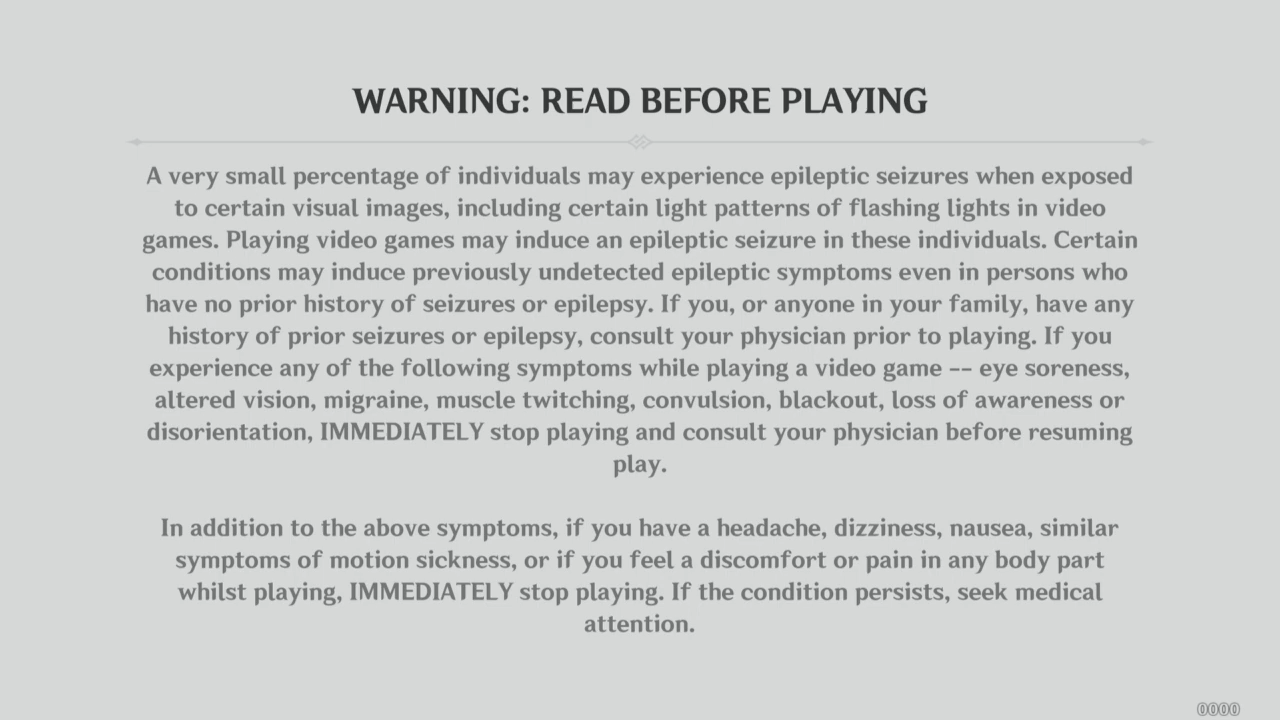 WARNING: READ BEFORE PLAYING
A very small percentage of individuals may experience epileptic seizures when exposed
to certain visual images, including certain light patterns of flashing lights in video
games. Playing video games may induce an epileptic seizure in these individuals. Certain
conditions may induce previously undetected epileptic symptoms even in persons who
have no prior history of seizures or epilepsy. If you, or anyone in your family, have any
history of prior seizures or epilepsy, consult your physician prior to playing. If you
experience any of the following symptoms while playing a video game -- eye soreness,
altered vision, migraine, muscle twitching, convulsion, blackout, loss of awareness or
disorientation, IMMEDIATELY stop playing and consult your physician before resuming
play.
In addition to the above symptoms, if you have a headache, dizziness, nausea, similar
symptoms of motion sickness, or if you feel a discomfort or pain in any body part
whilst playing, IMMEDIATELY stop playing. If the condition persists, seek medical
attention.
0000